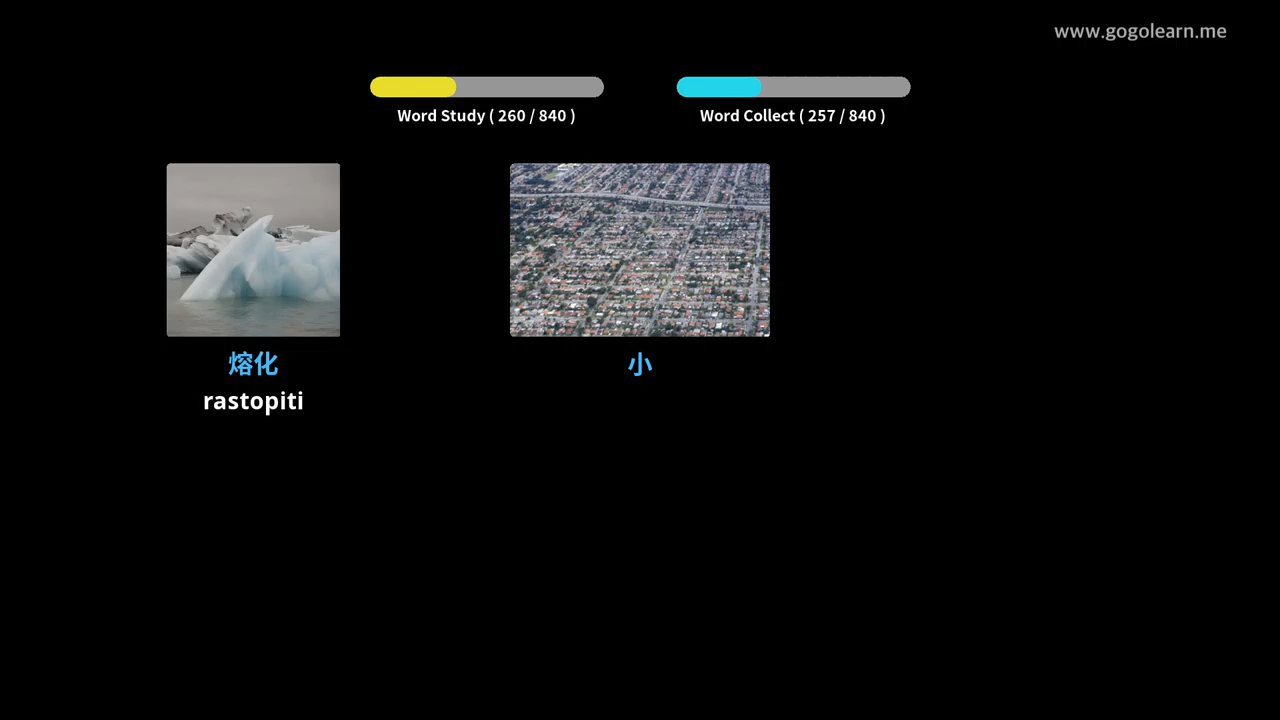 www.gogolearn.me
Word Study ( 260 / 840 )
Word Collect ( 257 / 840 )
熔化
rastopiti
小